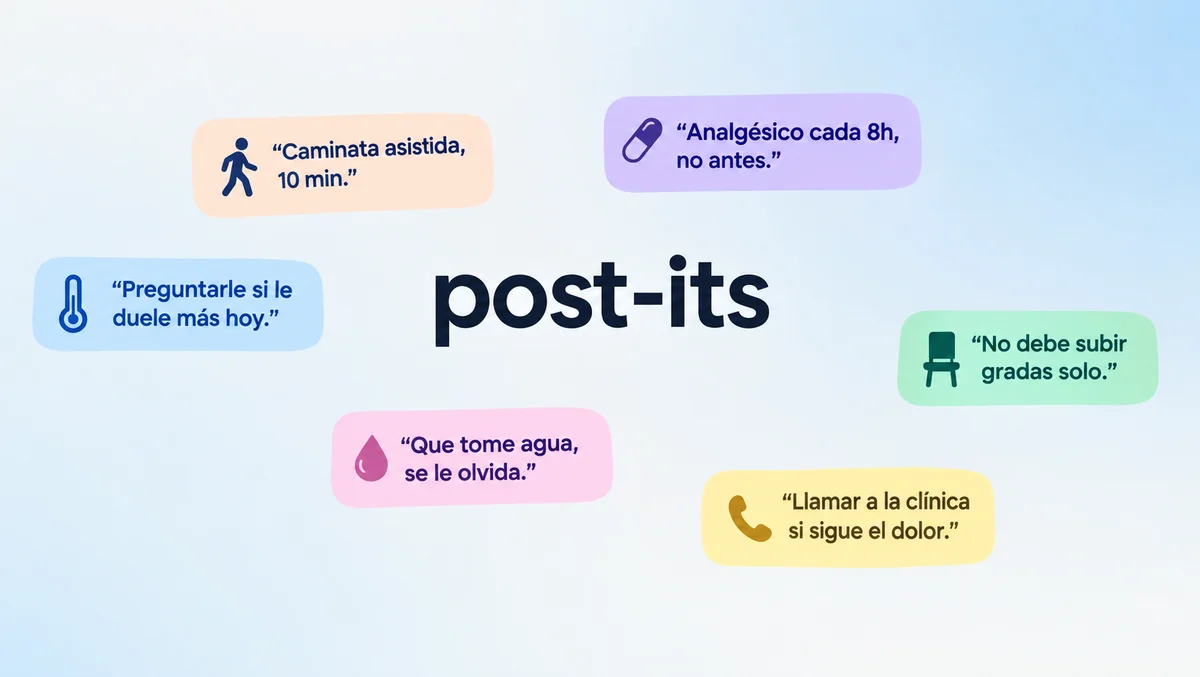 “Caminata asistida,
10 min.”
“Analgésico cada 8h,
no antes.”
“Preguntarle si le
duele más hoy.”
post-its
“No debe subir
gradas solo.”
“Que tome agua,
se le olvida.”
“Llamar a la clínica
si sigue el dolor.”